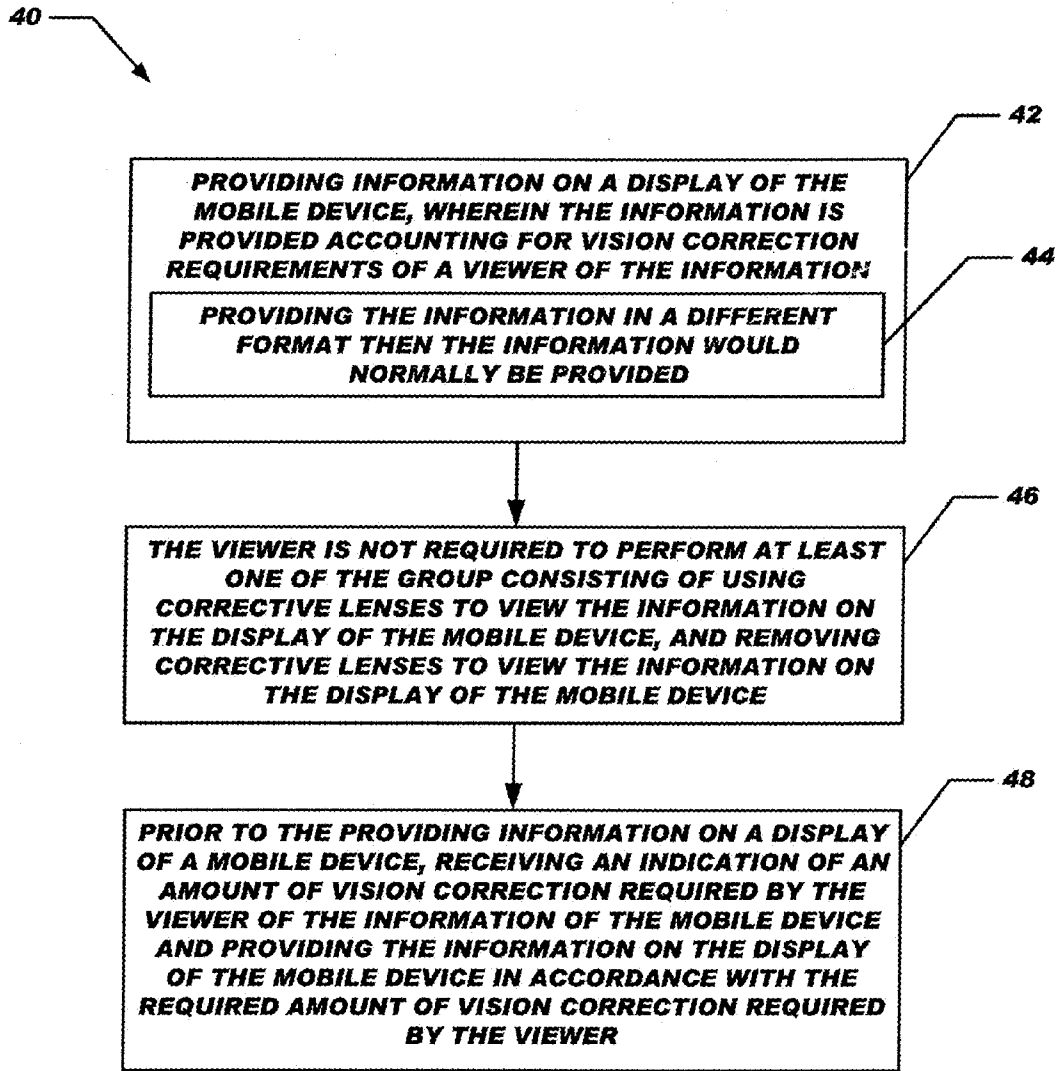 40
42
PROVIDING INFORMATION ON A DISPLAY OF THE
MOBILE DEVICE, WHEREIN THE INFORMATION IS
PROVIDED ACCOUNTING FOR VISION CORRECTION
REQUIREMENTS OF A VIEWER OF THE INFORMATION
44
PROVIDING THE INFORMATION IN A DIFFERENT
FORMAT THEN THE INFORMATION WOULD
NORMALLY BE PROVIDED
46
THE VIEWER IS NOT REQUIRED TO PERFORM AT LEAST
ONE OF THE GROUP CONSISTING OF USING
CORRECTIVE LENSES TO VIEW THE INFORMATION ON
THE DISPLAY OF THE MOBILE DEVICE, AND REMOVING
CORRECTIVE LENSES TO VIEW THE INFORMATION ON
THE DISPLAY OF THE MOBILE DEVICE
48
PRIOR TO THE PROVIDING INFORMATION ON A DISPLAY
OF A MOBILE DEVICE, RECEIVING AN INDICATION OF AN
AMOUNT OF VISION CORRECTION REQUIRED BY THE
VIEWER OF THE INFORMATION OF THE MOBILE DEVICE
AND PROVIDING THE INFORMATION ON THE DISPLAY
OF THE MOBILE DEVICE IN ACCORDANCE WITH THE
REQUIRED AMOUNT OF VISION CORRECTION REQUIRED
BY THE VIEWER